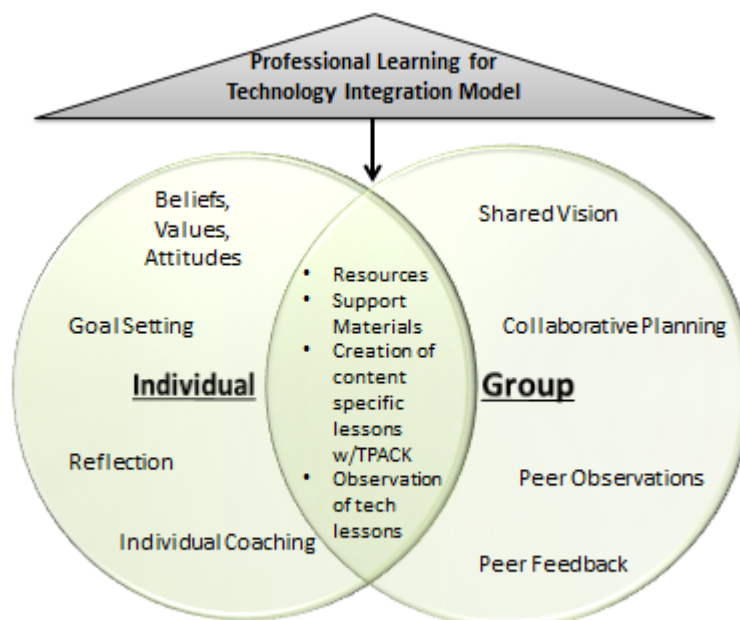 Professional Learning for
Technology Integration Model
Beliefs,
Values,
Attitudes
Goal Setting
Individual
Reflection
Individual Coaching
• Resources
• Support
Materials
• Creation of
content
specific
lessons
w/TPACK
• Observation
of tech
lessons
Shared Vision
Collaborative Planning
Group
Peer Observations
Peer Feedback